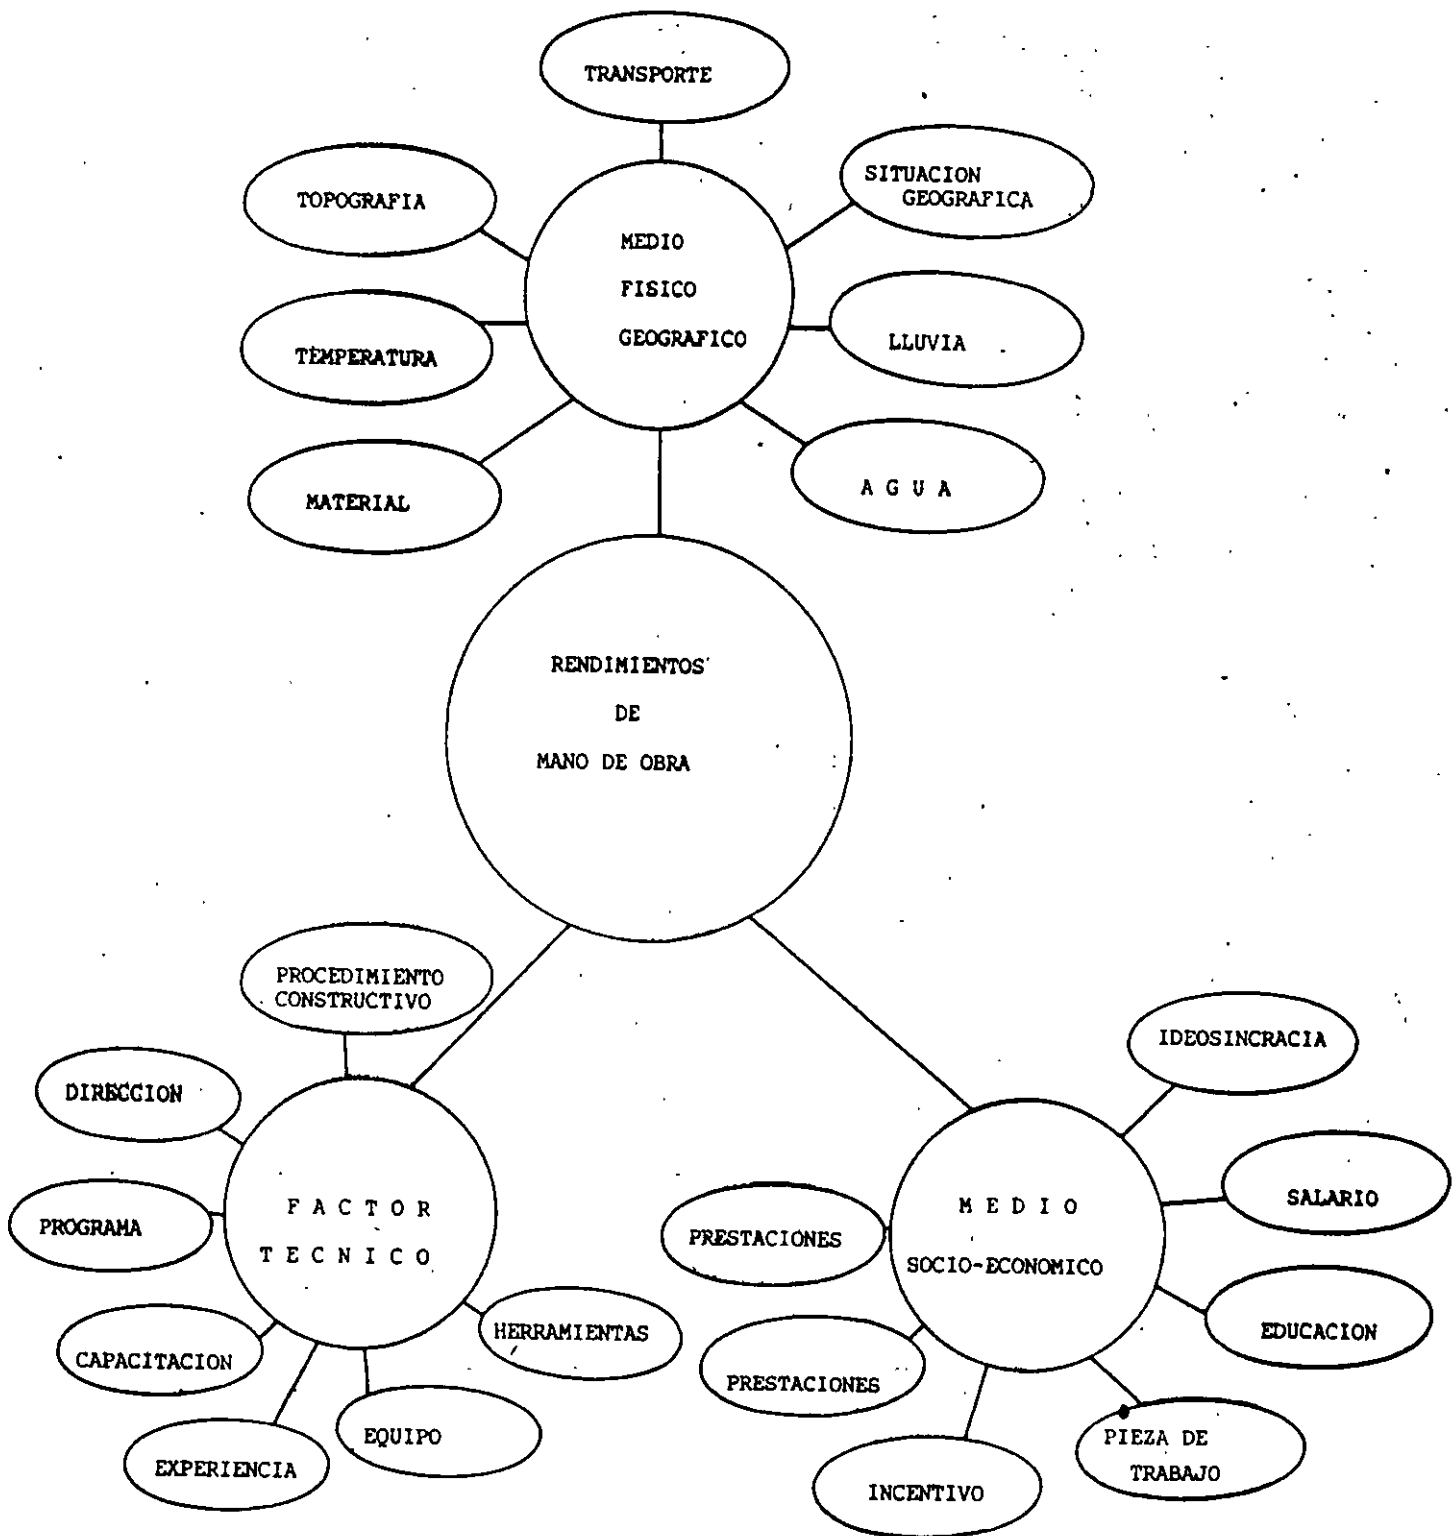 TRANSPORTE
TOPOGRAFIA
SITUACION
GEOGRAFICA
MEDIO
FISICO
GEOGRAFICO
TEMPERATURA
LLUVIA
MATERIAL
A G U A
RENDIMIENTOS
DE
MANO DE OBRA
PROCEDIMIENTO
CONSTRUCTIVO
DIRECCION
PROGRAMA
F A C T O R
T E C N I C O
CAPACITACION
HERRAMIENTAS
EXPERIENCIA
EQUIPO
IDEOSINCRACIA
SALARIO
M E D I O
SOCIO-ECONOMICO
PRESTACIONES
EDUCACION
PRESTACIONES
PIEZA DE
TRABAJO
INCENTIVO